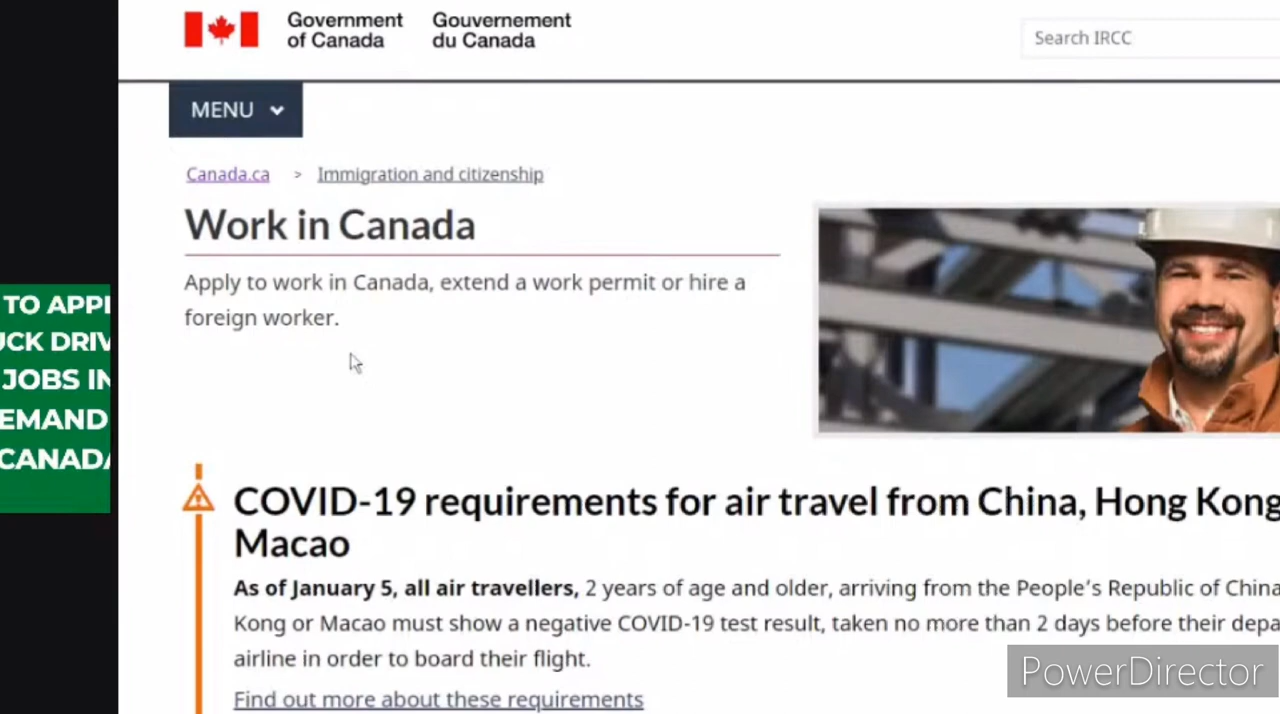 Government Gouvernement
of Canada du Canada
Search IRCC
MENU
Canada.ca > Immigration and citizenship
Work in Canada
Apply to work in Canada, extend a work permit or hire a
foreign worker.
TO APPL
UCK DRIV
JOBS IN
EMAND
CANADA
COVID-19 requirements for air travel from China, Hong Kong
Macao
As of January 5, all air travellers, 2 years of age and older, arriving from the People's Republic of China
Kong or Macao must show a negative COVID-19 test result, taken no more than 2 days before their depa
airline in order to board their flight.
Find out more about these requirements
PowerDirector